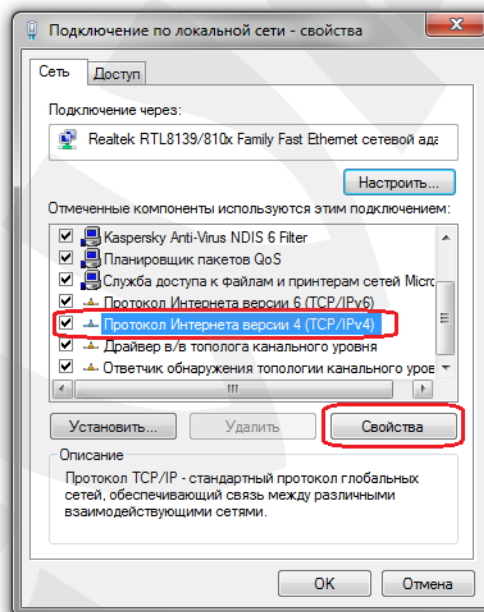 Подключение по локальной сети - свойства
Сеть
Доступ
Подключение через:
Realtek RTL8139/810x Family Fast Ethernet сетевой ада
Настроить...
Отмеченные компоненты используются этим подключением:
Kaspersky Anti-Virus NDIS 6 Filter
Планировщик пакетов QoS
Служба доступа к файлам и принтерам сетей Micro
Протокол Интернета версии 6 (TCP/IPv6)
Протокол Интернета версии 4 (TCP/IPv4)
Драйвер в/в тополога канального уровня
Ответчик обнаружения топологии канального уров
Установить...
Удалить
Свойства
Описание
Протокол TCP/IP - стандартный протокол глобальных
сетей, обеспечивающий связь между различными
взаимодействующими сетями.
OK
Отмена